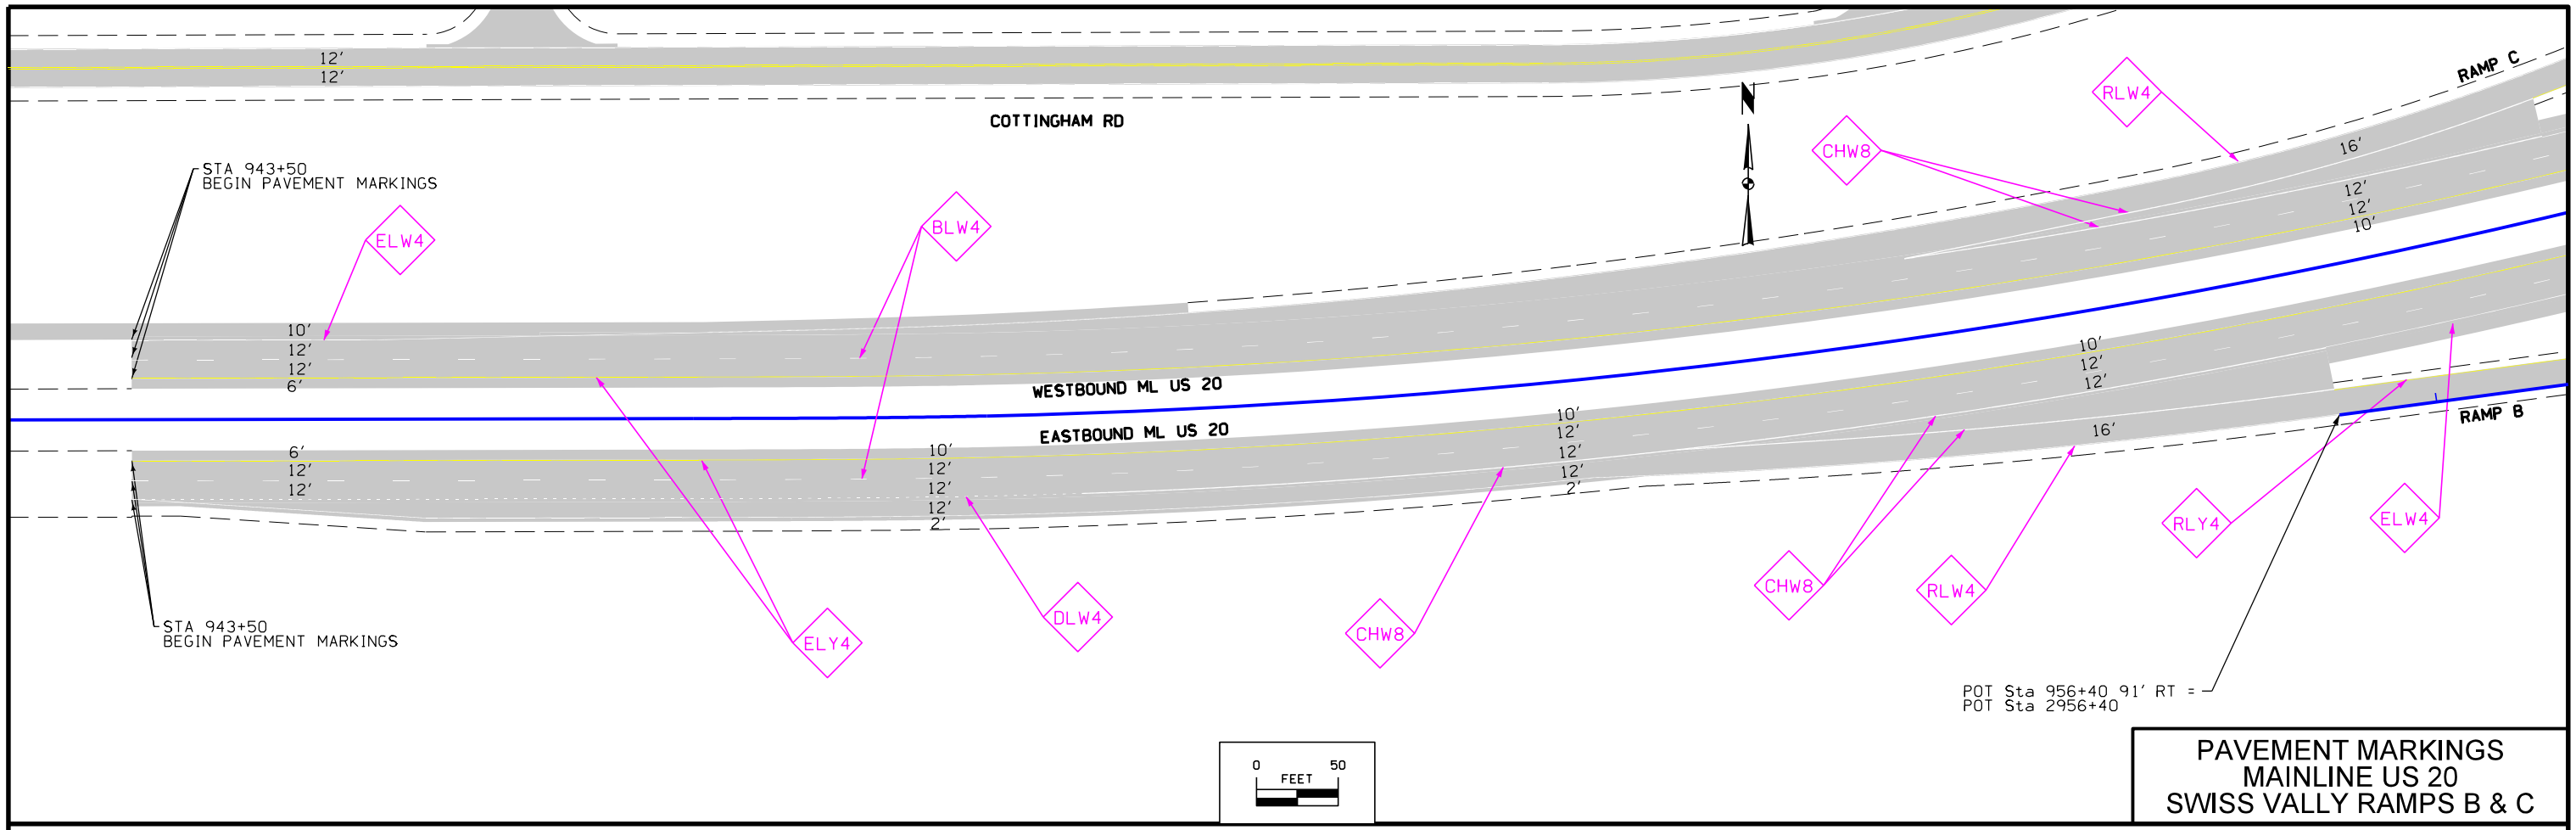 12'
12'
COTTINGHAM RD
N
RAMP C
RLW4
CHW8
16'
12'
12'
10'
STA 943+50
BEGIN PAVEMENT MARKINGS
ELW4
BLW4
10'
12'
12'
6'
WESTBOUND ML US 20
EASTBOUND ML US 20
6'
12'
12'
10'
12'
12'
12'
2'
10'
12'
12'
12'
2'
10'
12'
12'
16'
RAMP B
STA 943+50
BEGIN PAVEMENT MARKINGS
ELY4
DLW4
CHW8
CHW8
RLW4
RLY4
ELW4
POT Sta 956+40 91' RT =
POT Sta 2956+40
0 50
FEET
PAVEMENT MARKINGS
MAINLINE US 20
SWISS VALLY RAMPS B & C